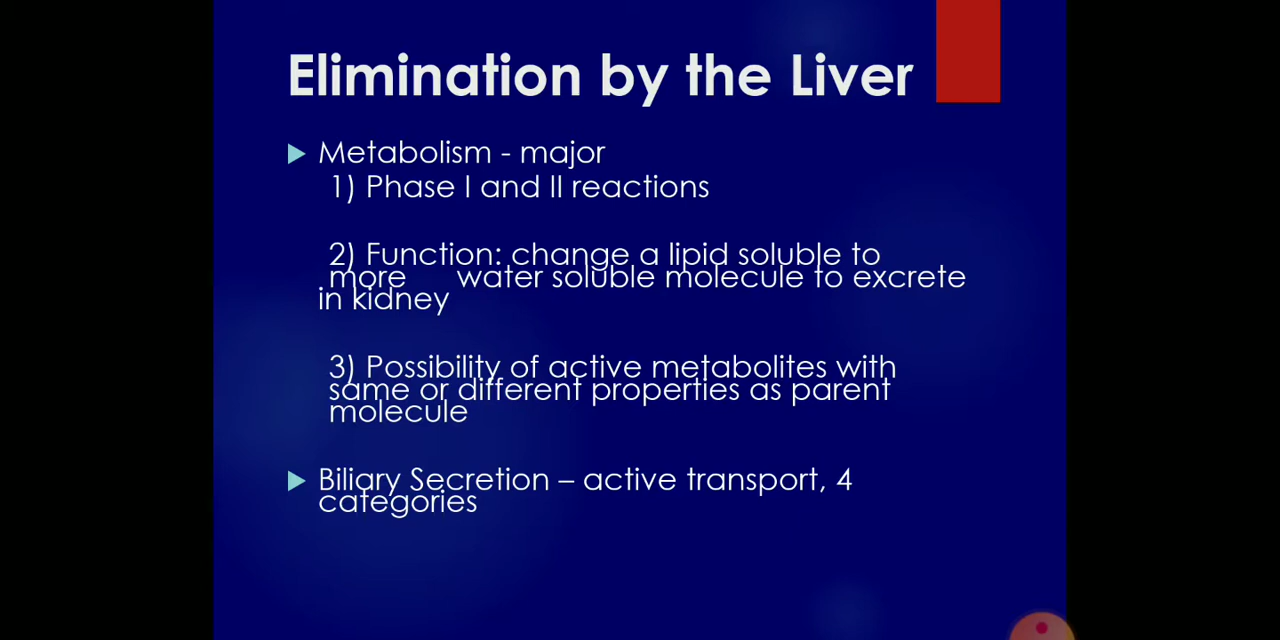 Elimination by the Liver
Metabolism - major
1) Phase I and II reactions
2) Function: change a lipid soluble to
more water soluble molecule to excrete
in kidney
3) Possibility of active metabolites with
same or different properties as parent
molecule
Biliary Secretion – active transport, 4
categories